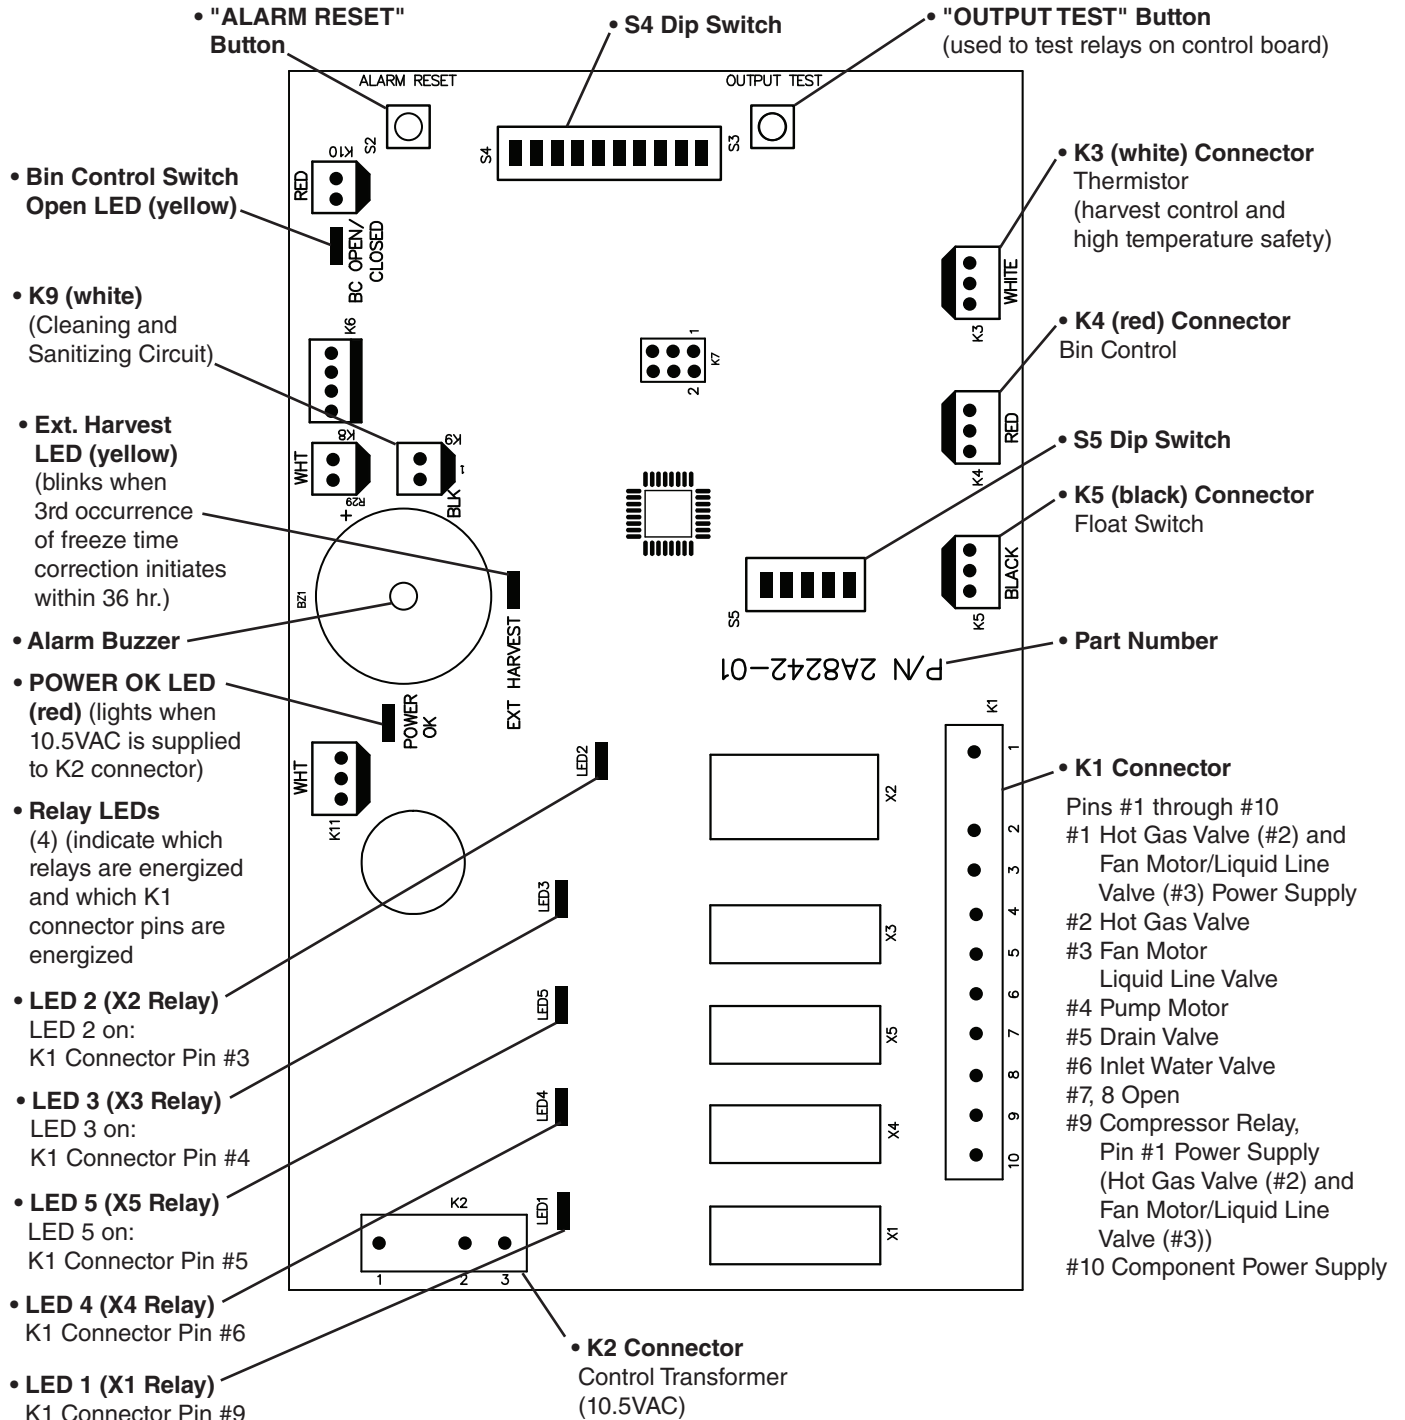 • "ALARM RESET"
Button
• S4 Dip Switch
• "OUTPUT TEST" Button
(used to test relays on control board)
ALARM RESET
OUTPUT TEST
S2
S4
S3
K10
RED
BC OPEN/
CLOSED
K6
K8
WHT
R29
+
K9
1
BLK
BZ1
EXT HARVEST
POWER
OK
WHT
K11
K7
1
2
WHITE
K3
RED
K4
BLACK
K5
S5
P/N 2A8242-01
K1
1
2
3
4
5
6
7
8
9
10
LED2
X2
LED3
X3
LED5
X5
LED4
X4
LED1
X1
K2
1
2
3
• Bin Control Switch
Open LED (yellow)
• K9 (white)
(Cleaning and
Sanitizing Circuit)
• Ext. Harvest
LED (yellow)
(blinks when
3rd occurrence
of freeze time
correction initiates
within 36 hr.)
• Alarm Buzzer
• POWER OK LED
(red) (lights when
10.5VAC is supplied
to K2 connector)
• Relay LEDs
(4) (indicate which
relays are energized
and which K1
connector pins are
energized
• LED 2 (X2 Relay)
LED 2 on:
K1 Connector Pin #3
• LED 3 (X3 Relay)
LED 3 on:
K1 Connector Pin #4
• LED 5 (X5 Relay)
LED 5 on:
K1 Connector Pin #5
• LED 4 (X4 Relay)
K1 Connector Pin #6
• LED 1 (X1 Relay)
K1 Connector Pin #9
• K3 (white) Connector
Thermistor
(harvest control and
high temperature safety)
• K4 (red) Connector
Bin Control
• S5 Dip Switch
• K5 (black) Connector
Float Switch
• Part Number
• K1 Connector
Pins #1 through #10
#1 Hot Gas Valve (#2) and
Fan Motor/Liquid Line
Valve (#3) Power Supply
#2 Hot Gas Valve
#3 Fan Motor
Liquid Line Valve
#4 Pump Motor
#5 Drain Valve
#6 Inlet Water Valve
#7, 8 Open
#9 Compressor Relay,
Pin #1 Power Supply
(Hot Gas Valve (#2) and
Fan Motor/Liquid Line
Valve (#3))
#10 Component Power Supply
• K2 Connector
Control Transformer
(10.5VAC)